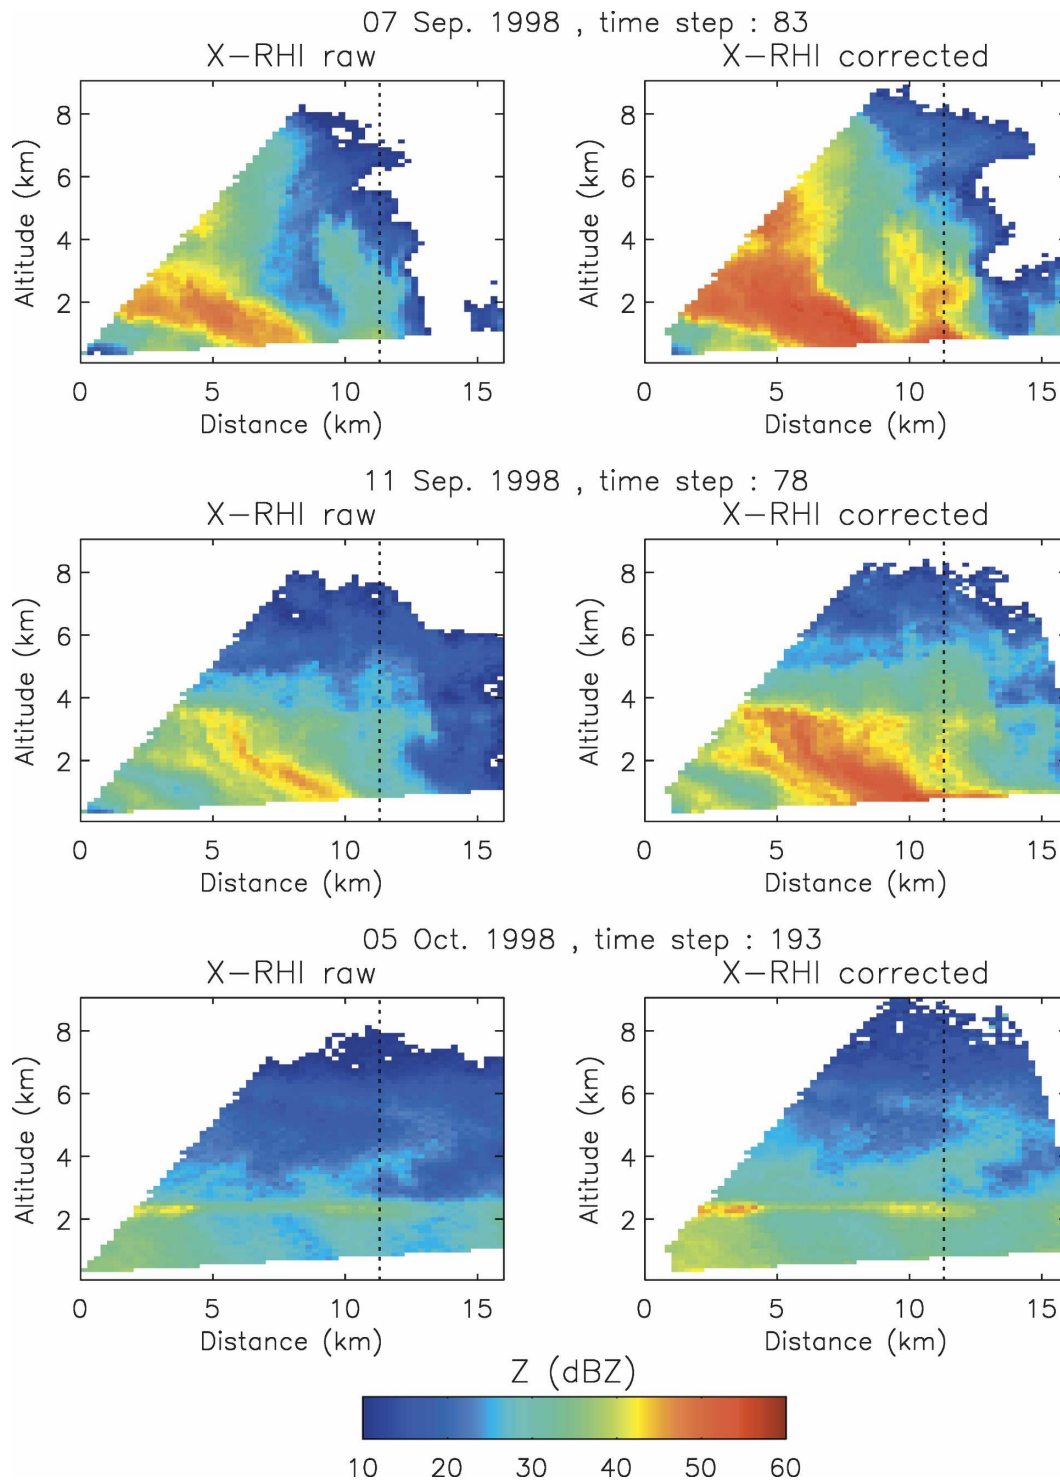 07 Sep. 1998 , time step : 83
X-RHI raw
X-RHI corrected
Altitude (km)
8
6
4
2
0 5 10 15
Distance (km)
Altitude (km)
8
6
4
2
0 5 10 15
Distance (km)
11 Sep. 1998 , time step : 78
X-RHI raw
X-RHI corrected
Altitude (km)
8
6
4
2
0 5 10 15
Distance (km)
Altitude (km)
8
6
4
2
0 5 10 15
Distance (km)
05 Oct. 1998 , time step : 193
X-RHI raw
X-RHI corrected
Altitude (km)
8
6
4
2
0 5 10 15
Distance (km)
Altitude (km)
8
6
4
2
0 5 10 15
Distance (km)
Z (dBZ)
10 20 30 40 50 60